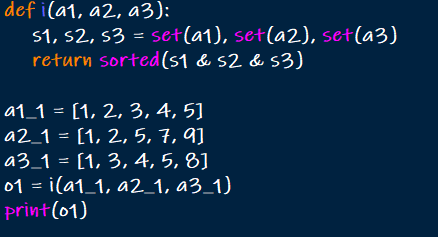 def i(a1, a2, a3):
    s1, s2, s3 = set(a1), set(a2), set(a3)
    return sorted(s1 & s2 & s3)

a1_1 = [1, 2, 3, 4, 5]
a2_1 = [1, 2, 5, 7, 9]
a3_1 = [1, 3, 4, 5, 8]
o1 = i(a1_1, a2_1, a3_1)
print(o1)